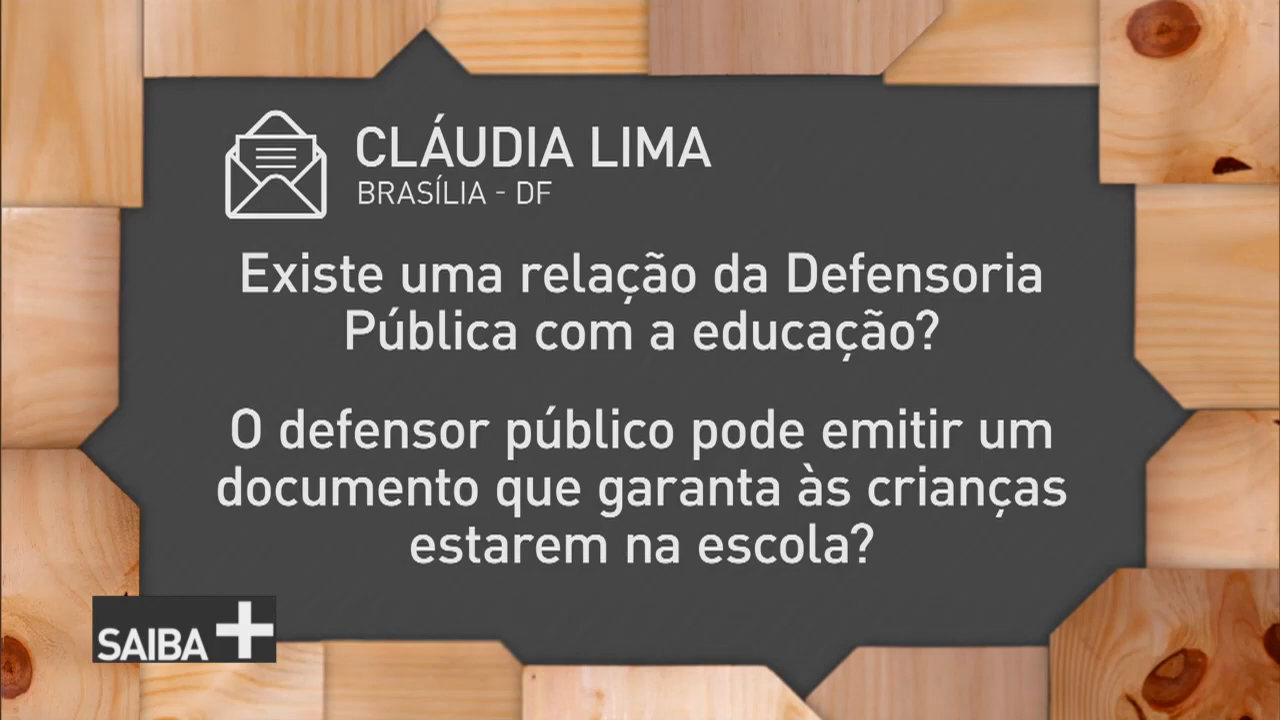 CLÁUDIA LIMA
BRASÍLIA - DF
Existe uma relação da Defensoria
Pública com a educação?
O defensor público pode emitir um
documento que garanta às crianças
estarem na escola?
SAIBA +